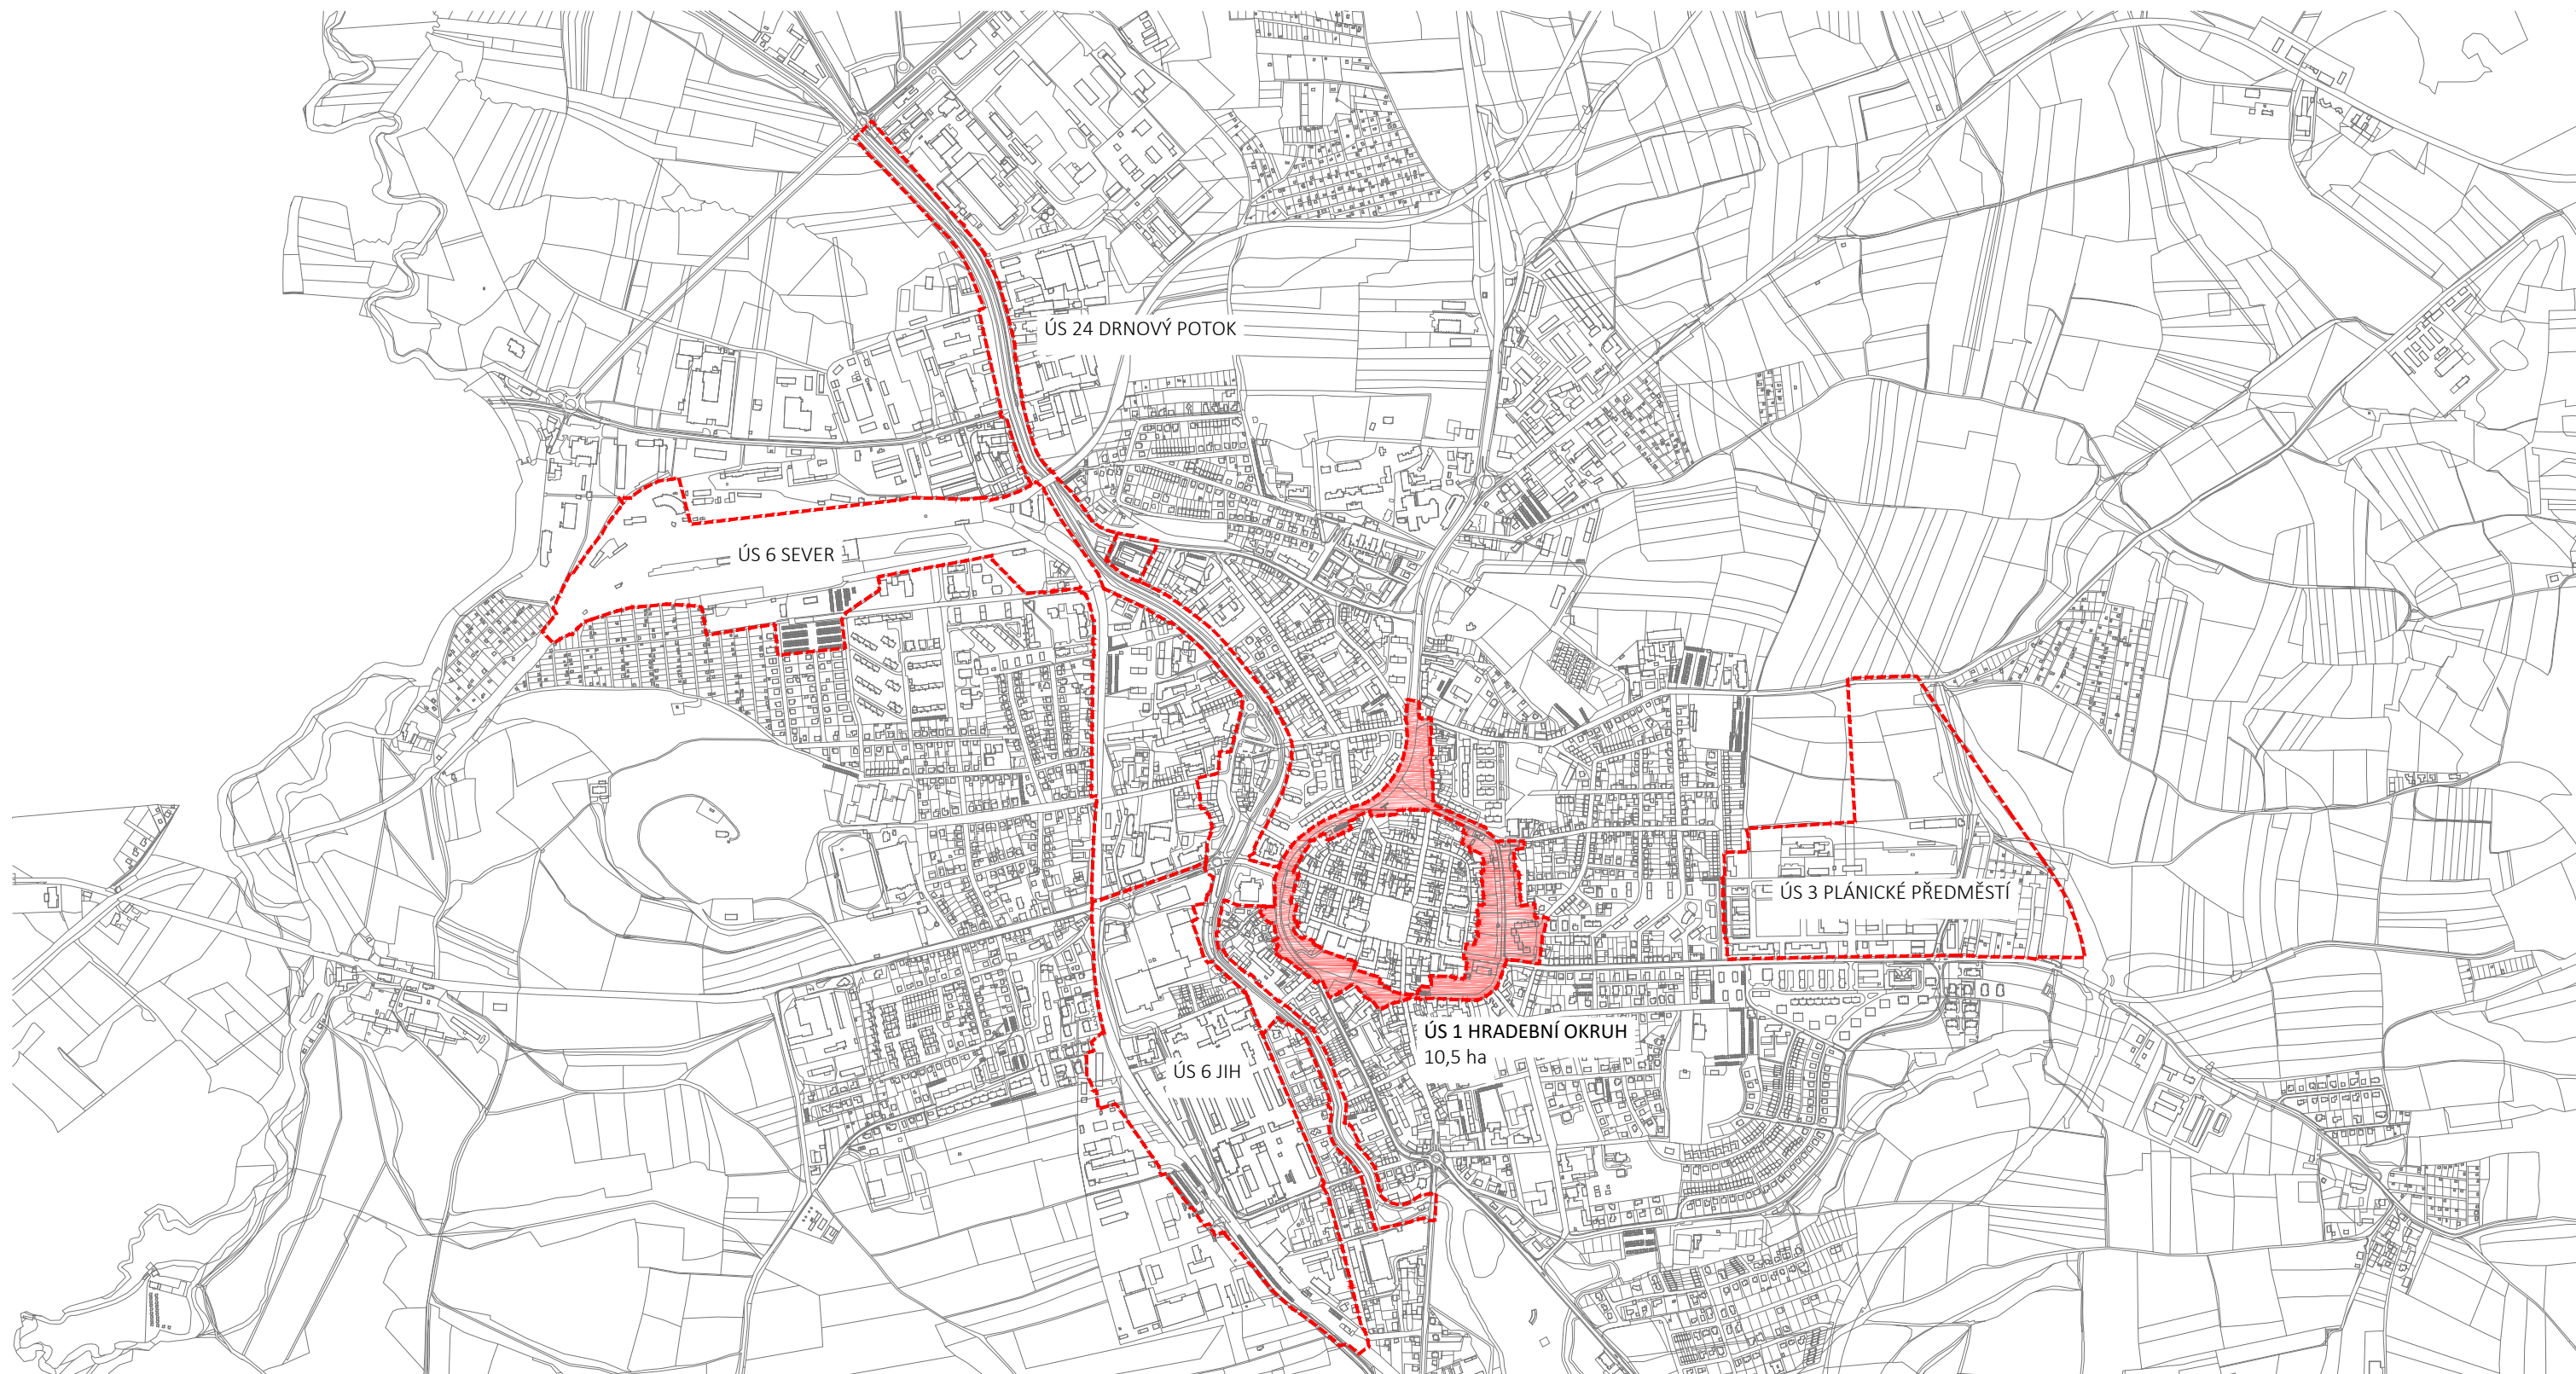 ÚS 24 DRNOVÝ POTOK
ÚS 6 SEVER
ÚS 3 PLÁNICKÉ PŘEDMĚSTÍ
ÚS 1 HRADEBNÍ OKRUH
10,5 ha
ÚS 6 JIH